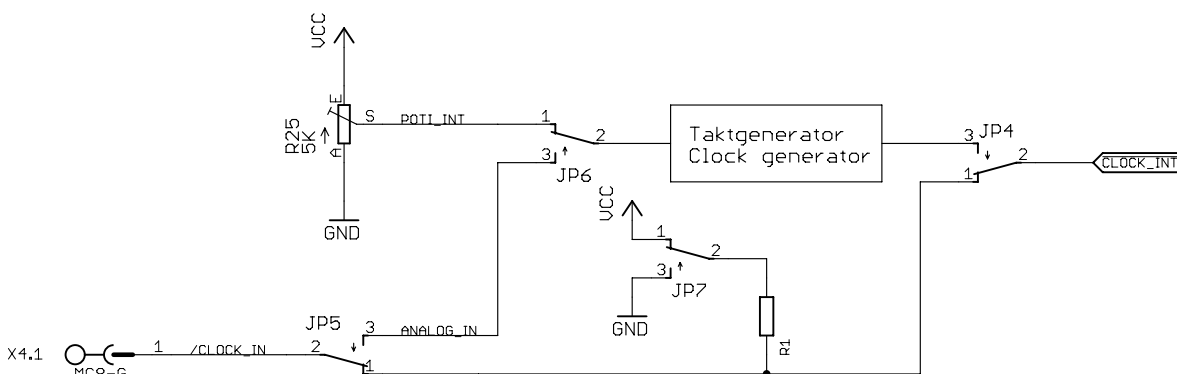 VCC
E
S
POTI_INT
R25
5K
A
GND
1
2
3
JP6
Taktgenerator
Clock generator
3
JP4
2
1
CLOCK_INT
VCC
1
2
3
JP7
GND
R1
JP5
3
ANALOG_IN
X4.1
1
/CLOCK_IN
2
1